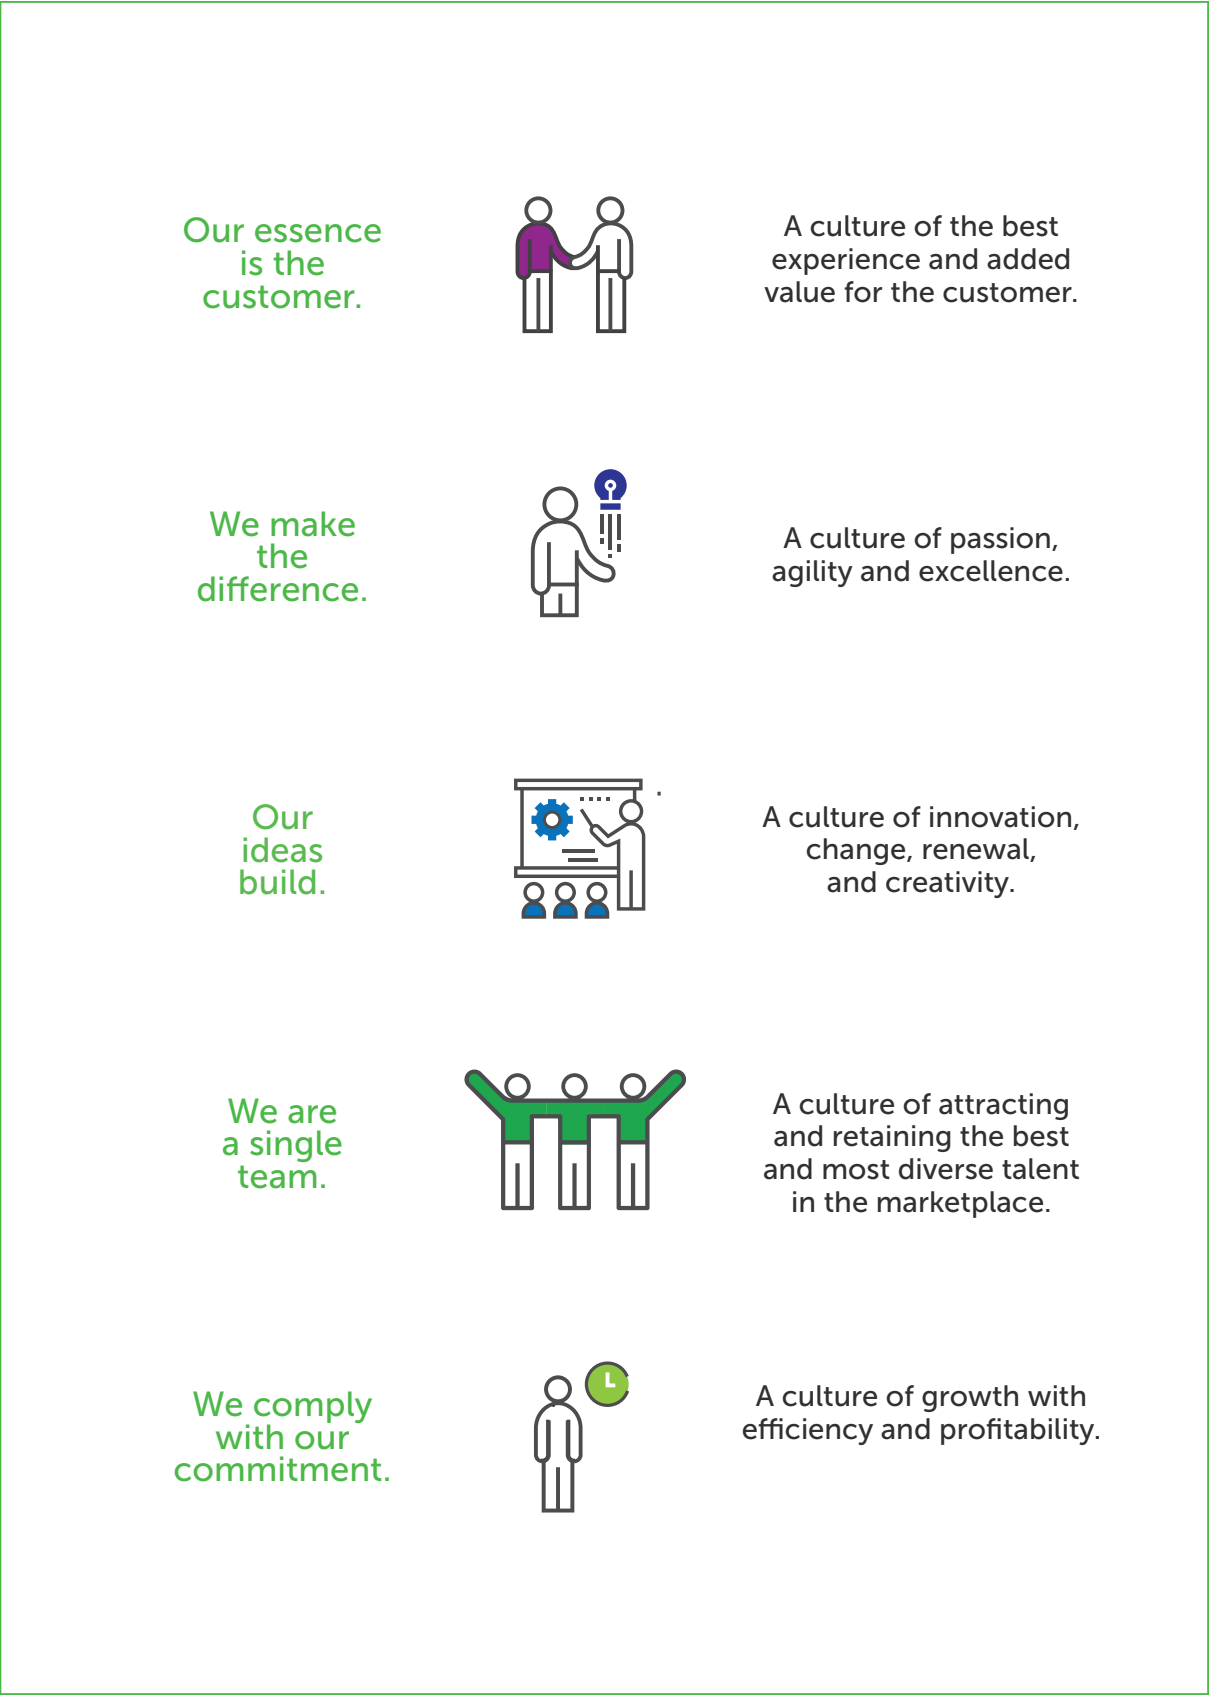 Our essence
is the
customer.
A culture of the best
experience and added
value for the customer.
We make
the
difference.
A culture of passion,
agility and excellence.
Our
ideas
build.
A culture of innovation,
change, renewal,
and creativity.
We are
a single
team.
A culture of attracting
and retaining the best
and most diverse talent
in the marketplace.
We comply
with our
commitment.
A culture of growth with
efficiency and profitability.